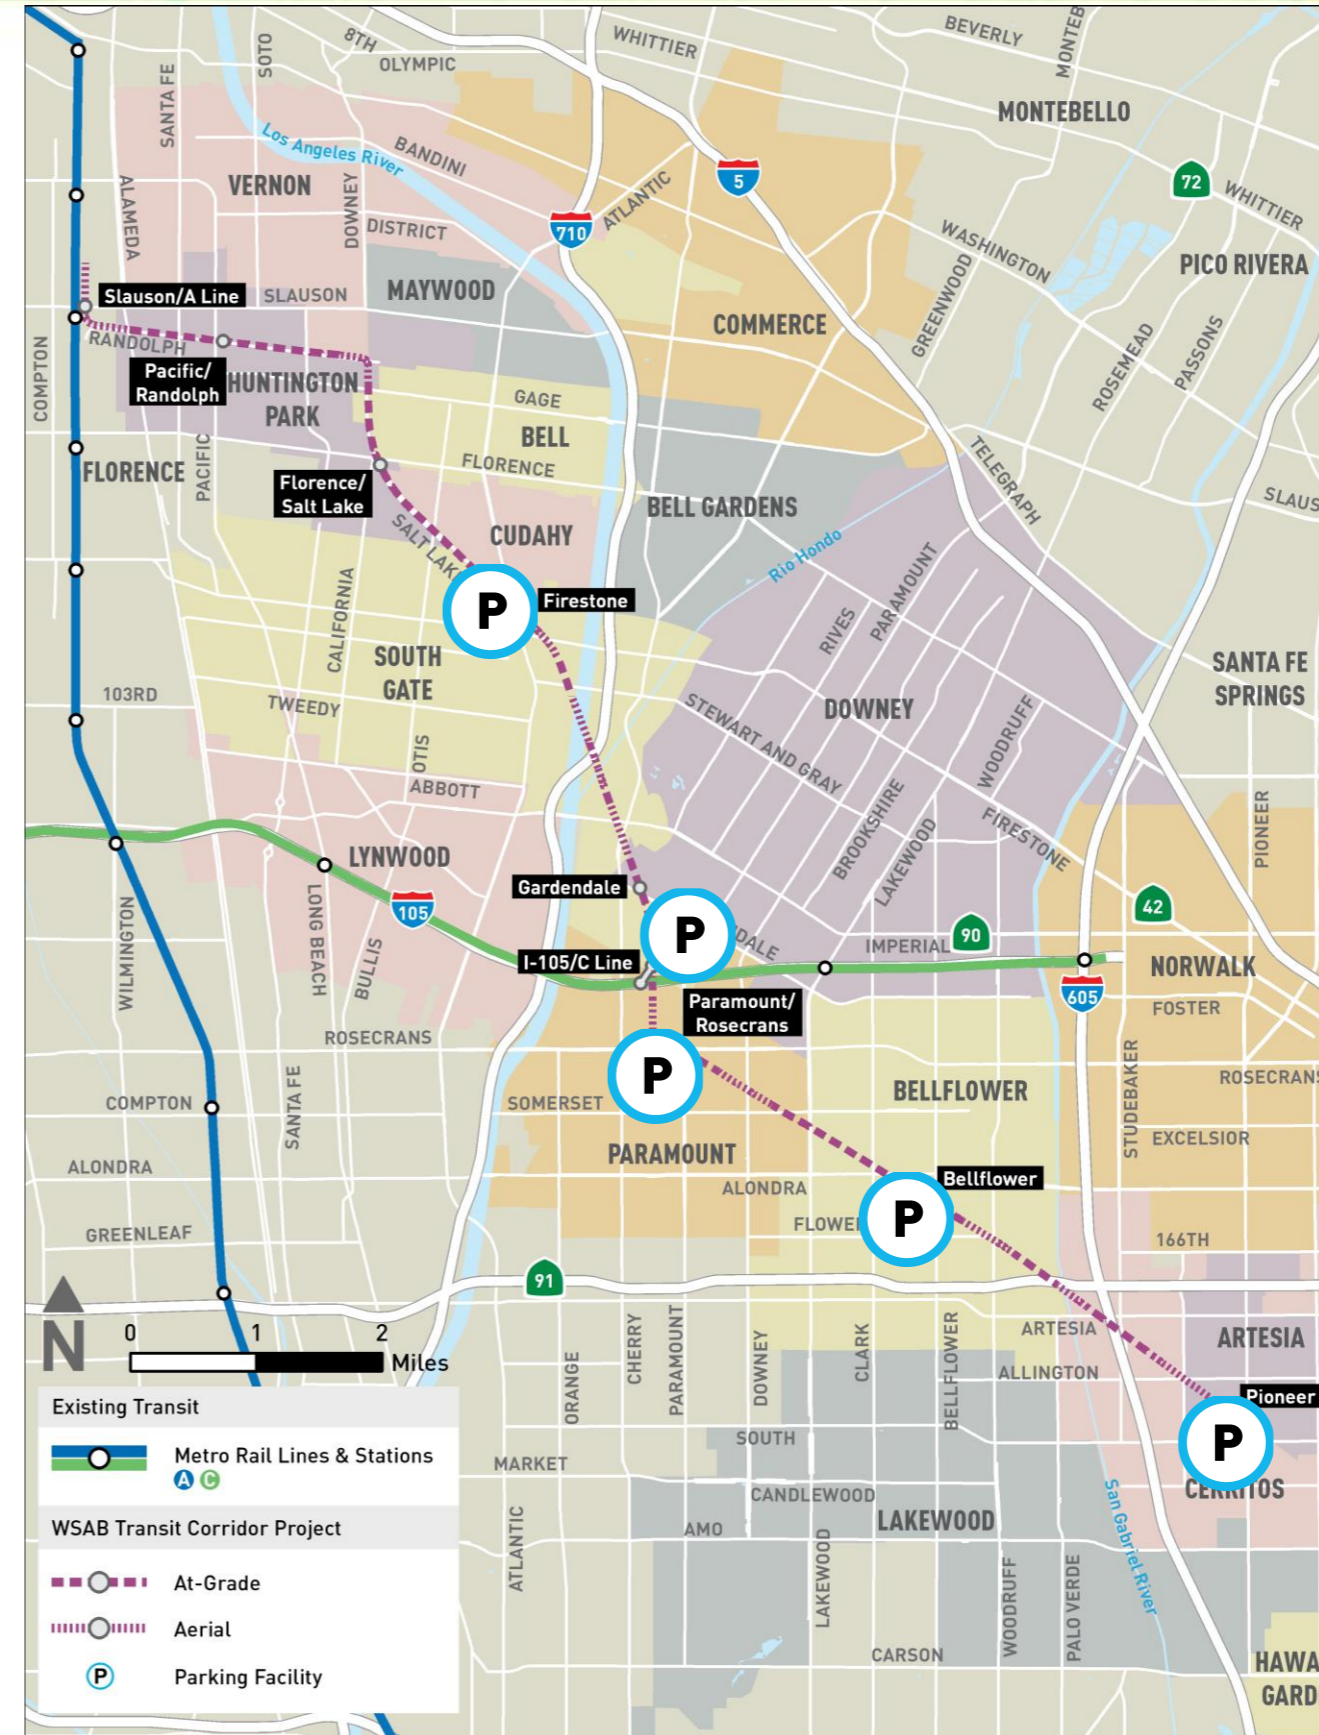 WHITTIER
BEVERLY
MONTEB
SOTO
8TH
OLYMPIC
SANTA FE
MONTEBELLO
Los Angeles River
BANDINI
VERNON
5
72
WHITTIER
ALAMEDA
DOWNEY
DISTRICT
710
ATLANTIC
WASHINGTON
PICO RIVERA
MAYWOOD
GREENWOOD
Slauson/A Line
SLAUSON
COMMERCE
RANDOLPH
COMPTON
Pacific/
Randolph
HUNTINGTON
PARK
ROSEMEAD
PASSONS
GAGE
BELL
FLORENCE
PACIFIC
FLORENCE
TELEGRAPH
Florence/
Salt Lake
BELL GARDENS
SLAUS
SALT LAK
CUDAHY
Rio Hondo
P
Firestone
CALIFORNIA
RIVES
PARAMOUNT
SOUTH
GATE
SANTA FE
SPRINGS
103RD
TWEEDY
DOWNEY
STEWART AND GRAY
WOODRUFF
OTIS
ABBOTT
BROOKSHIRE
LAKEWOOD
FIRESTONE
PIONEER
LYNWOOD
Gardendale
105
LONG BEACH
BULLIS
P
DALE
IMPERIAL
90
42
I-105/C Line
NORWALK
WILMINGTON
Paramount/
Rosecrans
605
FOSTER
ROSECRANS
P
STUDEBAKER
ROSECRANS
COMPTON
SANTA FE
SOMERSET
BELLFLOWER
EXCELSIOR
PARAMOUNT
ALONDRA
ALONDRA
Bellflower
P
FLOWE
GREENLEAF
166TH
91
N
0 1 2
Miles
CHERRY
PARAMOUNT
DOWNEY
CLARK
BELLFLOWER
ARTESIA
ARTESIA
ORANGE
ALLINGTON
Pioneer
P
SOUTH
MARKET
CERRITOS
CANDLEWOOD
San Gabriel River
AMO
LAKEWOOD
ATLANTIC
LAKEWOOD
WOODRUFF
PALO VERDE
CARSON
HAWA
GARD
Existing Transit
Metro Rail Lines & Stations
A C
WSAB Transit Corridor Project
At-Grade
Aerial
P Parking Facility